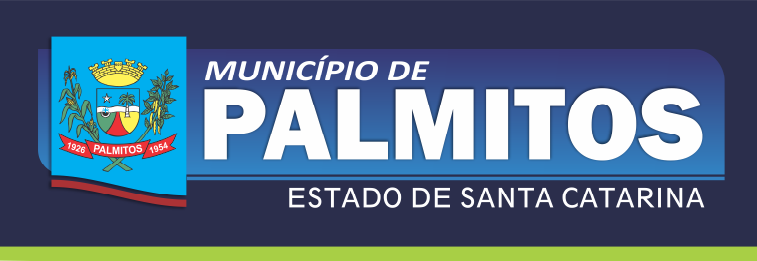 MUNICÍPIO DE
PALMITOS
ESTADO DE SANTA CATARINA
1926 PALMITOS 1954